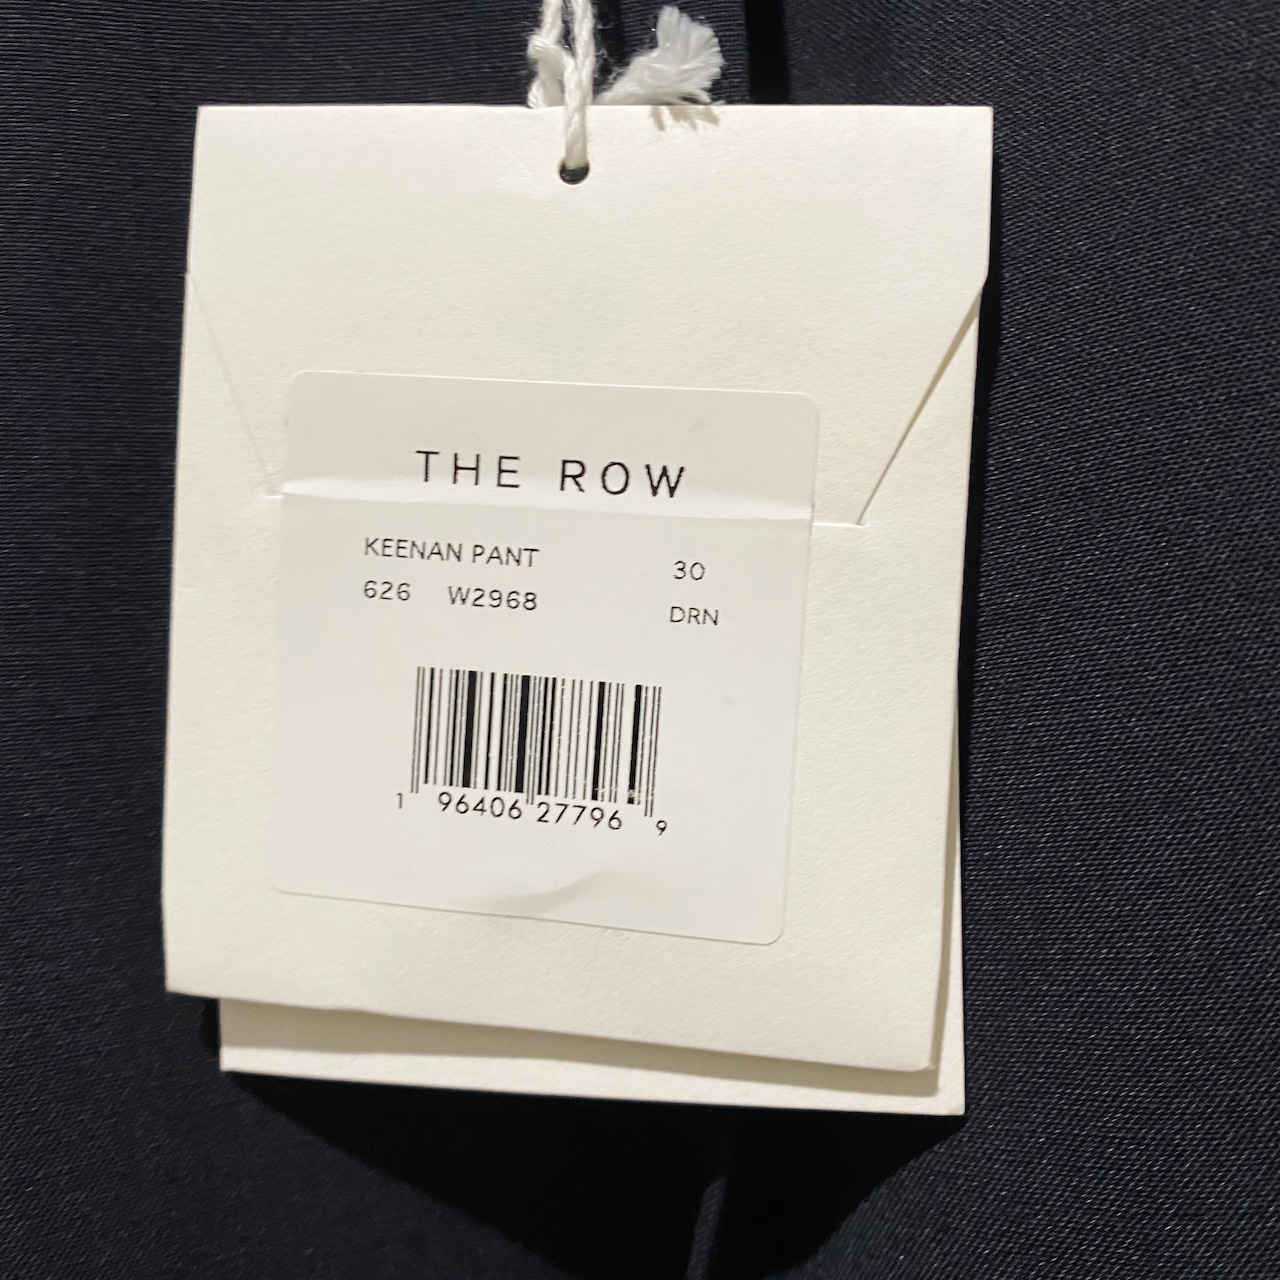 THE ROW
KEENAN PANT 30
626 W2968 DRN
1 96406 27796 9